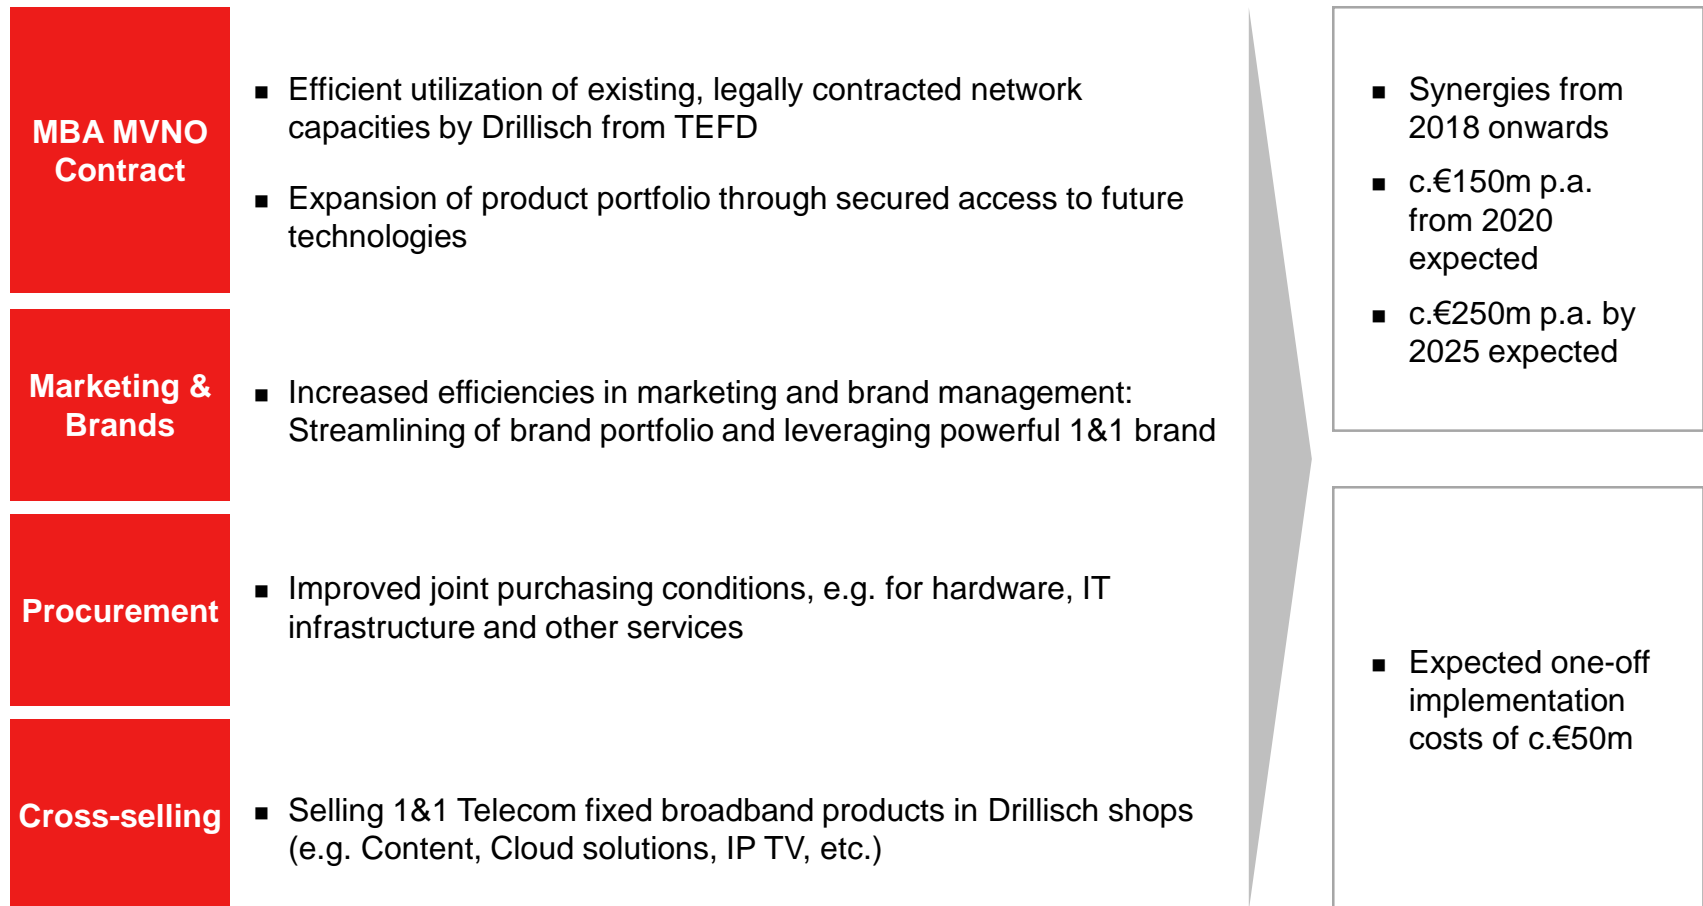 MBA MVNO
Contract
▪ Efficient utilization of existing, legally contracted network
capacities by Drillisch from TEFD
▪ Expansion of product portfolio through secured access to future
technologies
Marketing &
Brands
▪ Increased efficiencies in marketing and brand management:
Streamlining of brand portfolio and leveraging powerful 1&1 brand
Procurement
▪ Improved joint purchasing conditions, e.g. for hardware, IT
infrastructure and other services
Cross-selling
▪ Selling 1&1 Telecom fixed broadband products in Drillisch shops
(e.g. Content, Cloud solutions, IP TV, etc.)
▪ Synergies from
2018 onwards
▪ c.€150m p.a.
from 2020
expected
▪ c.€250m p.a. by
2025 expected
▪ Expected one-off
implementation
costs of c.€50m